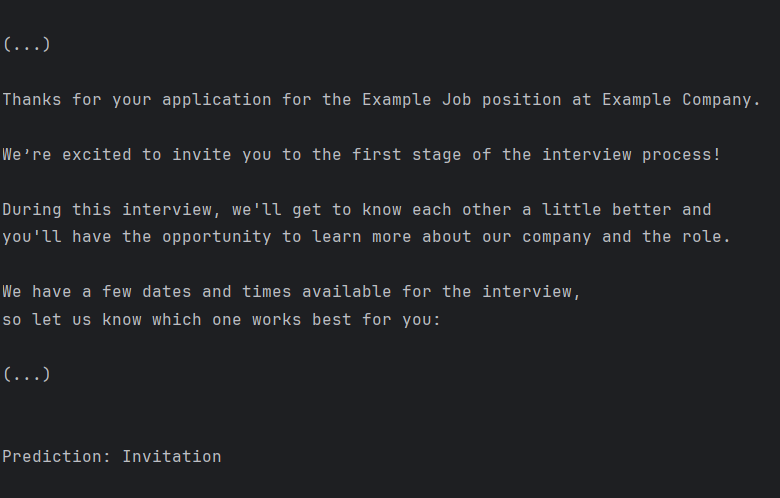 (...)
Thanks for your application for the Example Job position at Example Company.
We’re excited to invite you to the first stage of the interview process!
During this interview, we'll get to know each other a little better and
you'll have the opportunity to learn more about our company and the role.
We have a few dates and times available for the interview,
so let us know which one works best for you:
(...)
Prediction: Invitation